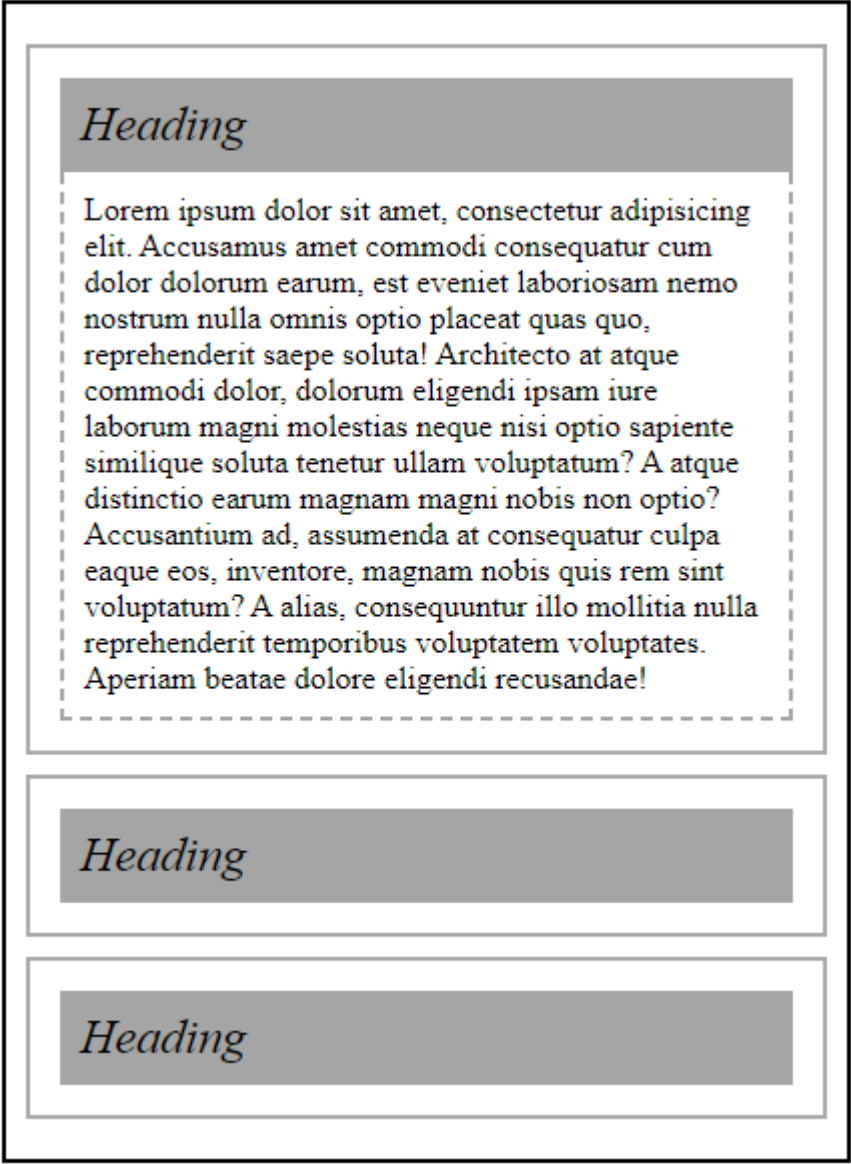 Heading
Lorem ipsum dolor sit amet, consectetur adipisicing
elit. Accusamus amet commodi consequatur cum
dolor dolorum earum, est eveniet laboriosam nemo
nostrum nulla omnis optio placeat quas quo,
reprehenderit saepe soluta! Architecto at atque
commodi dolor, dolorum eligendi ipsam iure
laborum magni molestias neque nisi optio sapiente
similique soluta tenetur ullam voluptatum? A atque
distinctio earum magnam magni nobis non optio?
Accusantium ad, assumenda at consequatur culpa
eaque eos, inventore, magnam nobis quis rem sint
voluptatum? A alias, consequuntur illo mollitia nulla
reprehenderit temporibus voluptatem voluptates.
Aperiam beatae dolore eligendi recusandae!
Heading
Heading